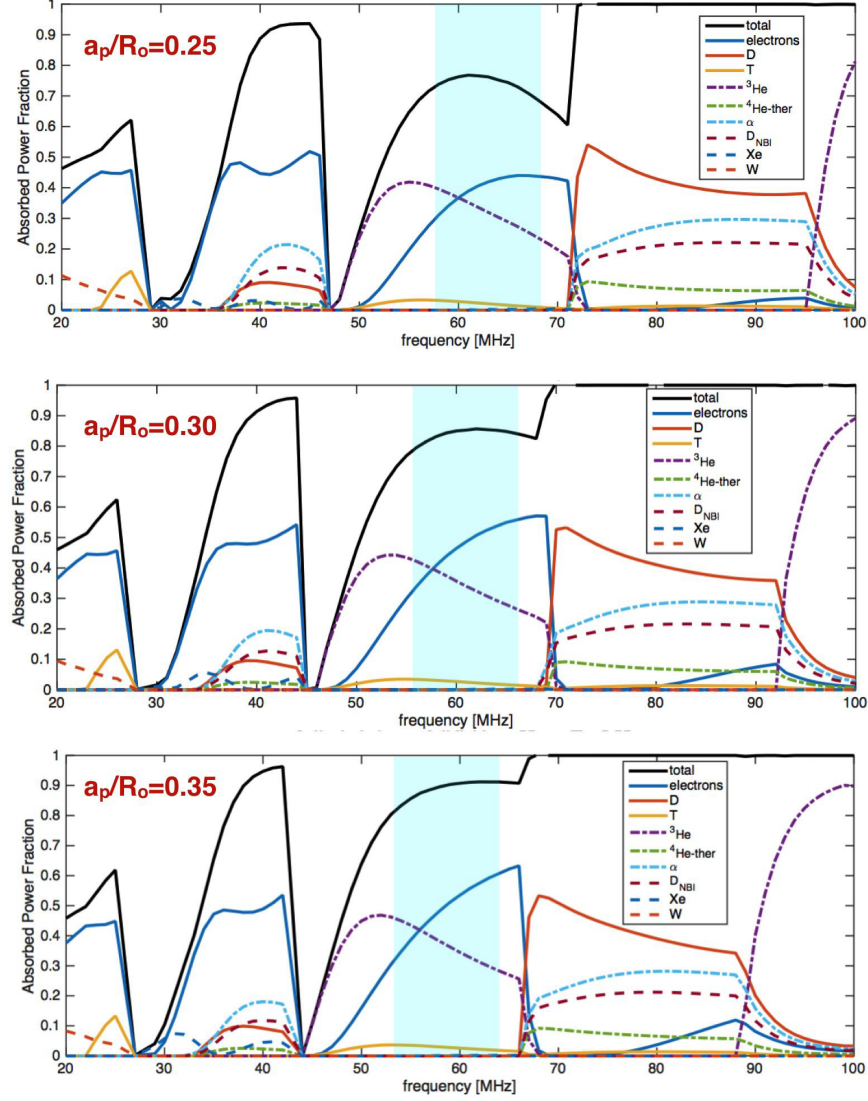 1
0.9
0.8
0.7
0.6
0.5
0.4
0.3
0.2
0.1
0
Absorbed Power Fraction
aₚ/Rₒ=0.25
total
electrons
D
T
³He
⁴He-ther
α
D_NBI
Xe
W
20 30 40 50 60 70 80 90 100
frequency [MHz]
1
0.9
0.8
0.7
0.6
0.5
0.4
0.3
0.2
0.1
0
Absorbed Power Fraction
aₚ/Rₒ=0.30
total
electrons
D
T
³He
⁴He-ther
α
D_NBI
Xe
W
20 30 40 50 60 70 80 90 100
frequency [MHz]
1
0.9
0.8
0.7
0.6
0.5
0.4
0.3
0.2
0.1
0
Absorbed Power Fraction
aₚ/Rₒ=0.35
total
electrons
D
T
³He
⁴He-ther
α
D_NBI
Xe
W
20 30 40 50 60 70 80 90 100
frequency [MHz]